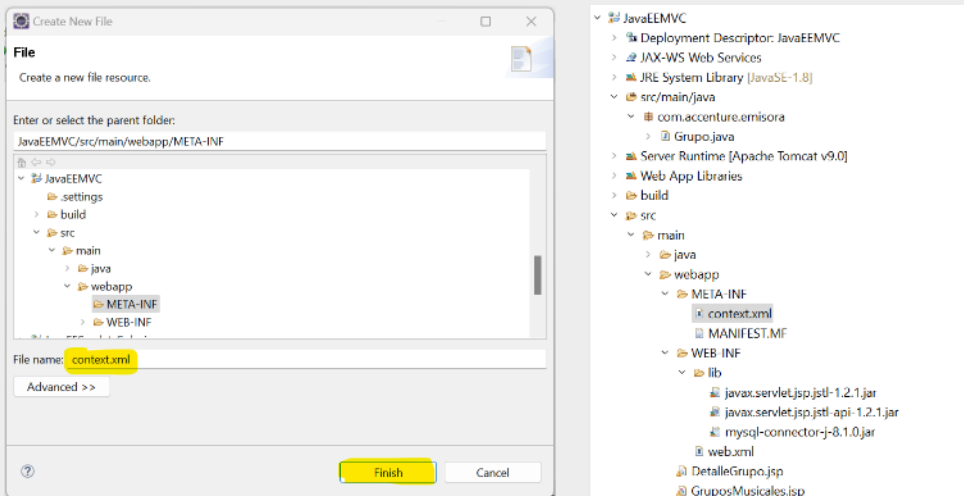 Create New File
File
Create a new file resource.
Enter or select the parent folder:
JavaEEMVC/src/main/webapp/META-INF
JavaEEMVC
.settings
build
src
main
java
webapp
META-INF
WEB-INF
File name: context.xml
Advanced >>
Finish
Cancel
JavaEEMVC
Deployment Descriptor: JavaEEMVC
JAX-WS Web Services
JRE System Library [JavaSE-1.8]
src/main/java
com.accenture.emisora
Grupo.java
Server Runtime [Apache Tomcat v9.0]
Web App Libraries
build
src
main
java
webapp
META-INF
context.xml
MANIFEST.MF
WEB-INF
lib
javax.servlet.jsp.jstl-1.2.1.jar
javax.servlet.jsp.jstl-api-1.2.1.jar
mysql-connector-j-8.1.0.jar
web.xml
DetalleGrupo.jsp
GruposMusicales.jsp